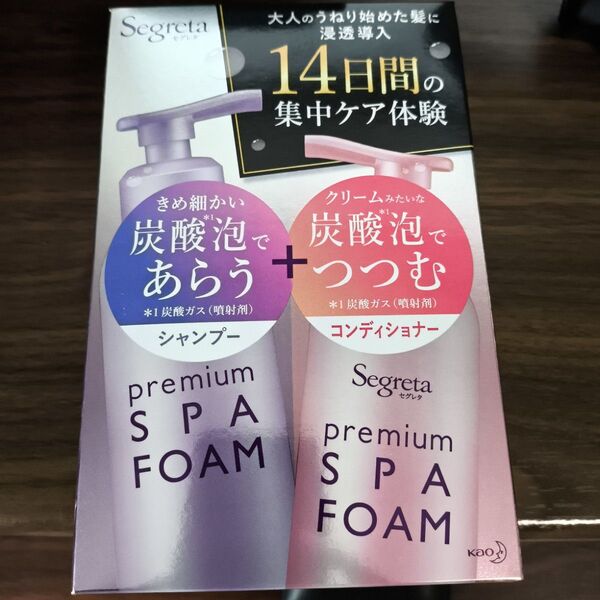 Segreta
セグレタ
大人のうねり始めた髪に
浸透導入
14日間の
集中ケア体験
きめ細かい
炭酸泡で
*1
あらう
*1 炭酸ガス（噴射剤）
シャンプー
+
クリームみたいな
炭酸泡で
*1
つつむ
*1 炭酸ガス（噴射剤）
コンディショナー
premium
SPA
FOAM
Segreta
セグレタ
premium
SPA
FOAM
Kao